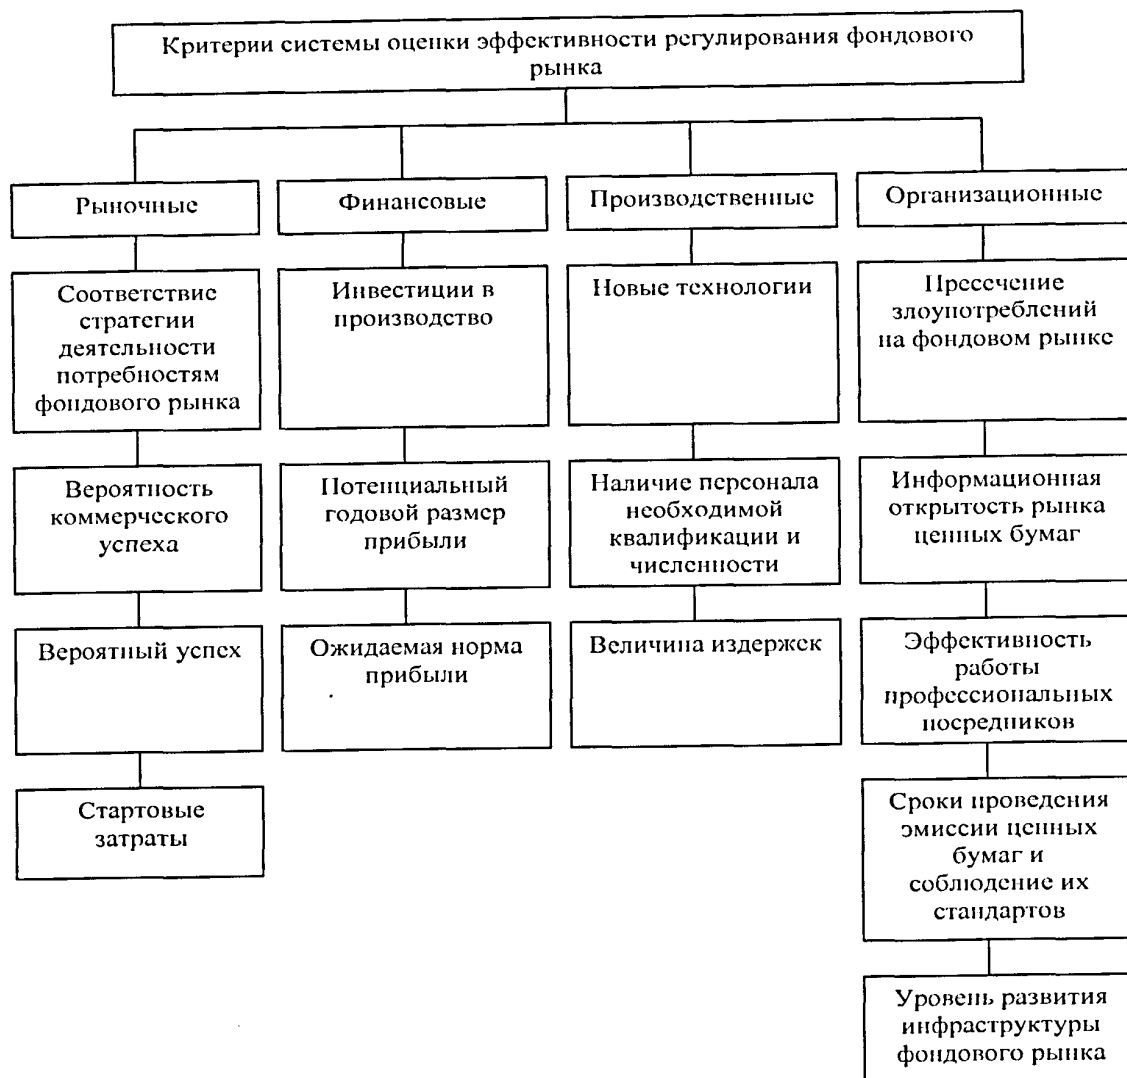 Критерии системы оценки эффективности регулирования фондового
рынка
Рыночные
Финансовые
Производственные
Организационные
Соответствие
стратегии
деятельности
потребностям
фондового рынка
Инвестиции в
производство
Новые технологии
Пресечение
злоупотреблений
на фондовом рынке
Вероятность
коммерческого
успеха
Потенциальный
годовой размер
прибыли
Наличие персонала
необходимой
квалификации и
численности
Информационная
открытость рынка
ценных бумаг
Вероятный успех
Ожидаемая норма
прибыли
Величина издержек
Эффективность
работы
профессиональных
посредников
Стартовые
затраты
Сроки проведения
эмиссии ценных
бумаг и
соблюдение их
стандартов
Уровень развития
инфраструктуры
фондового рынка